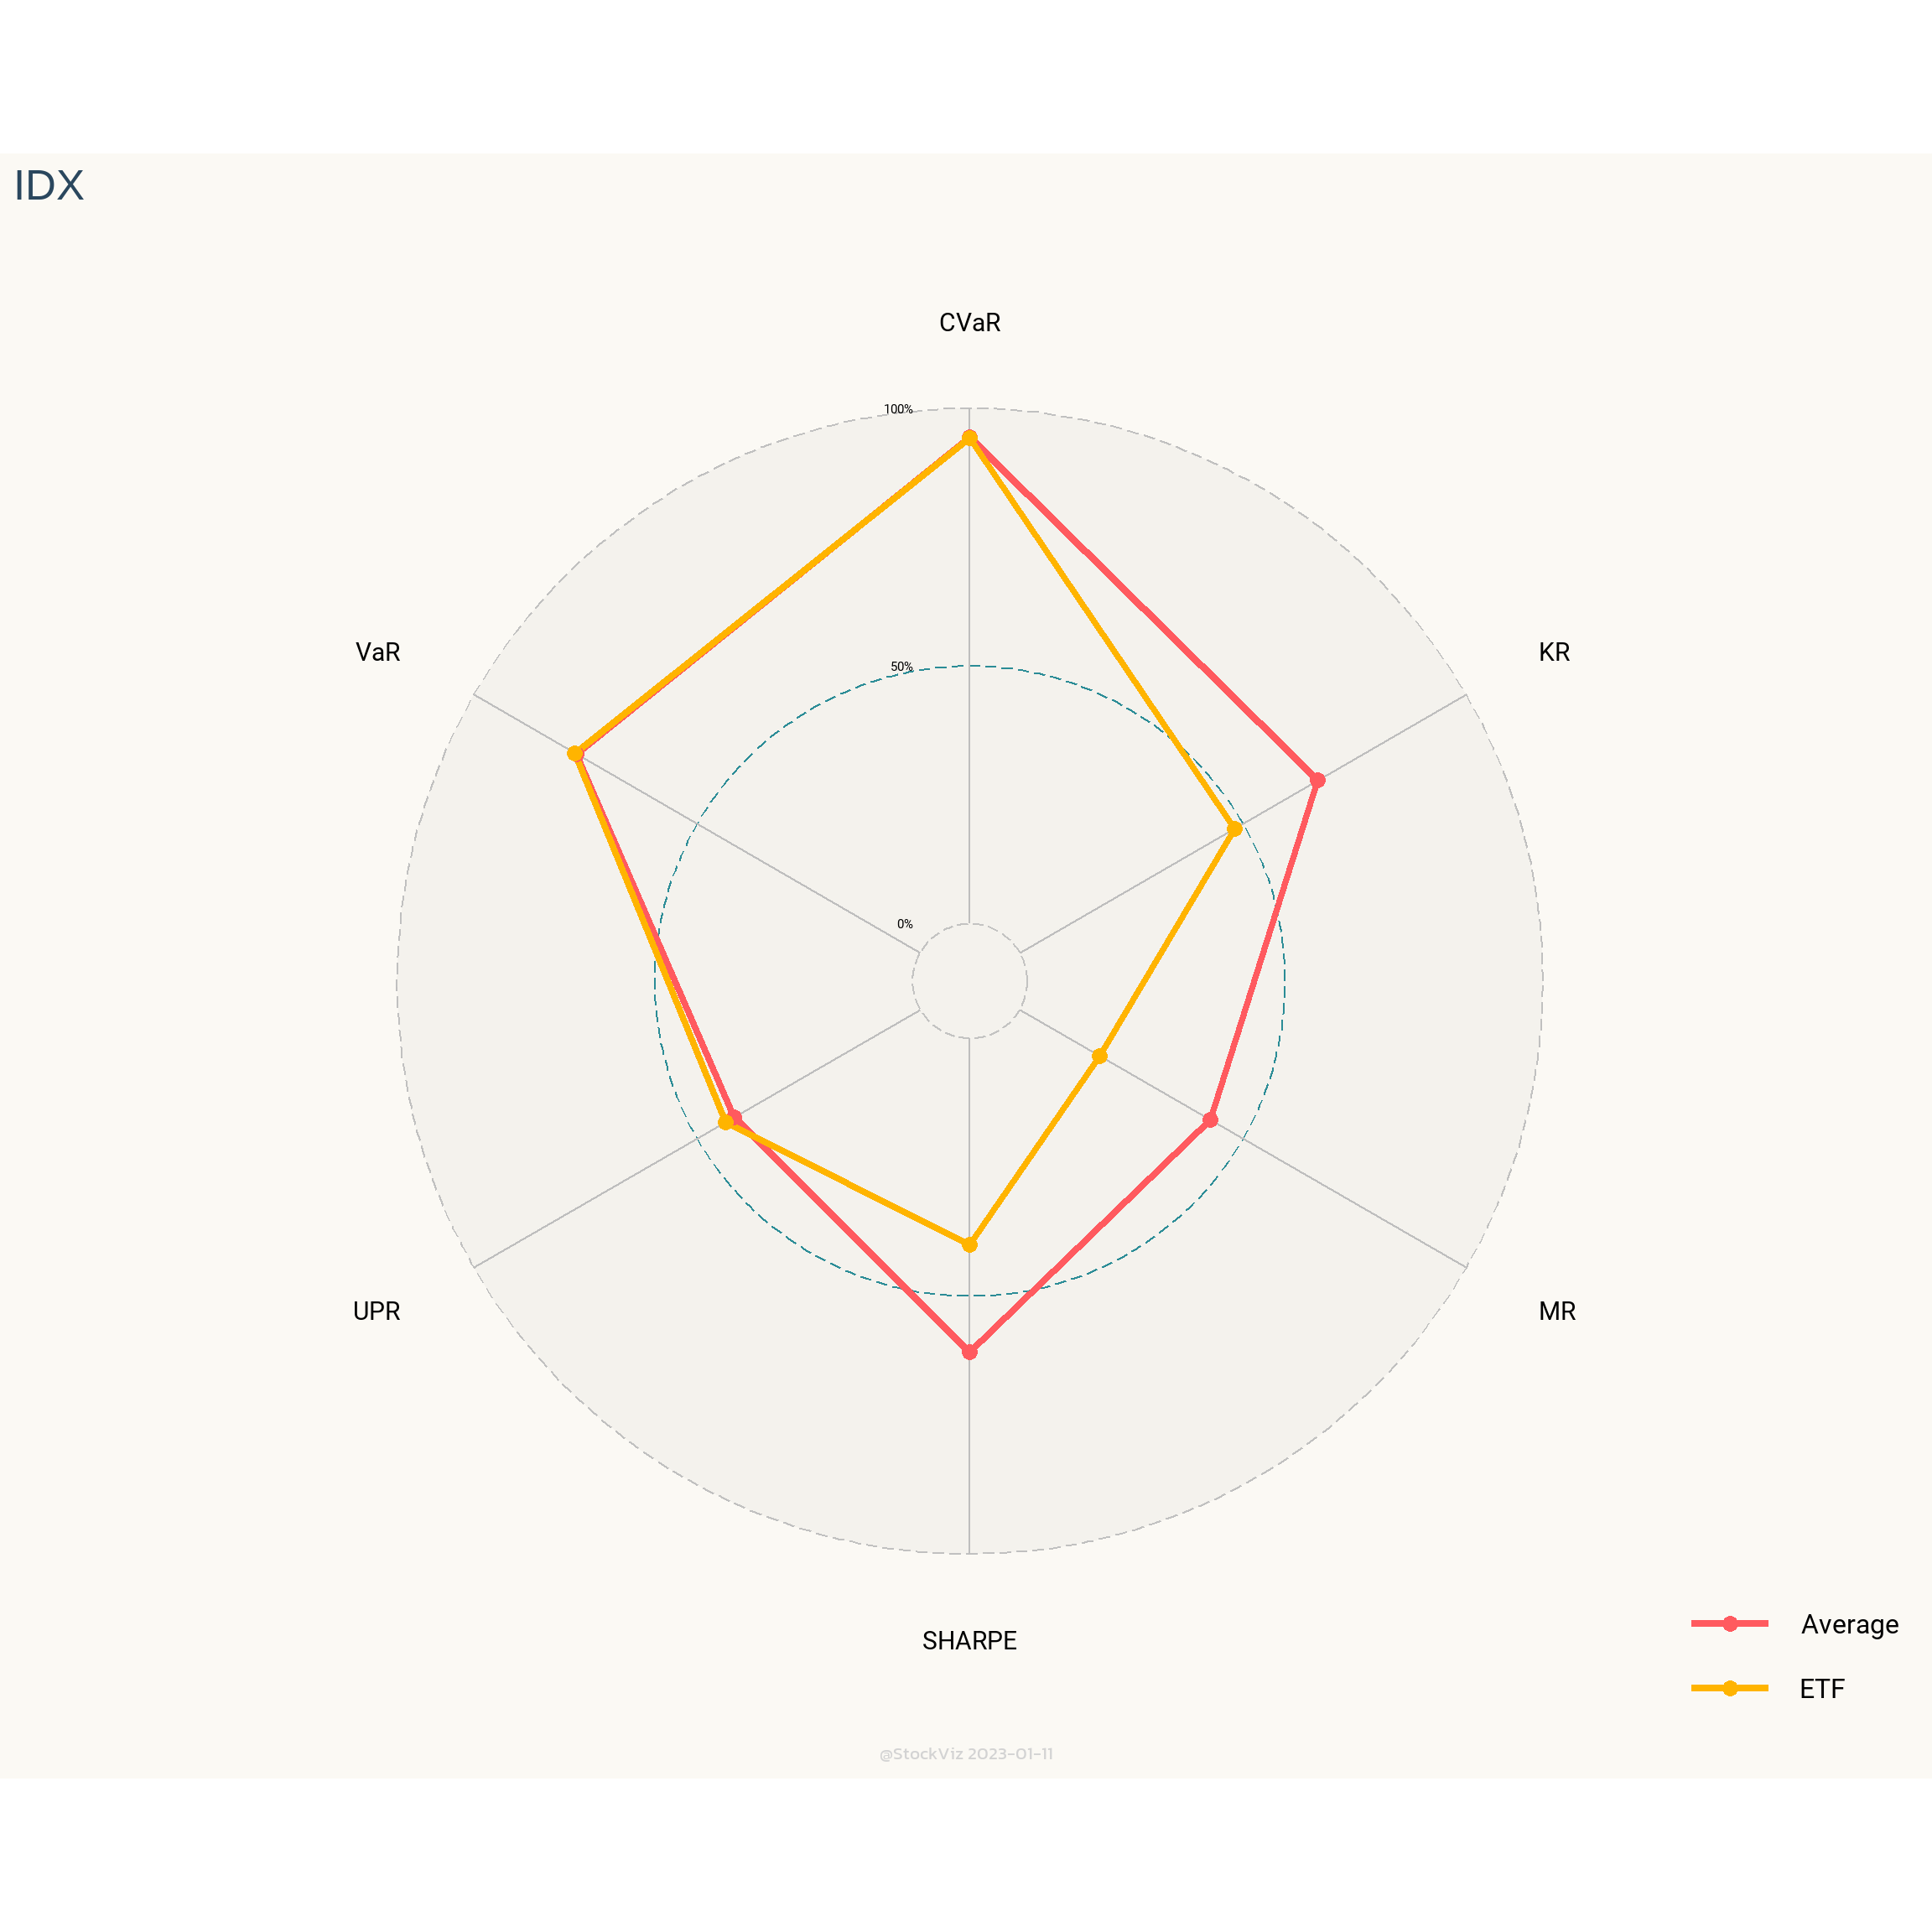 IDX
CVaR
100%
VaR
KR
50%
0%
UPR
MR
SHARPE
Average
ETF
@StockViz 2023-01-11